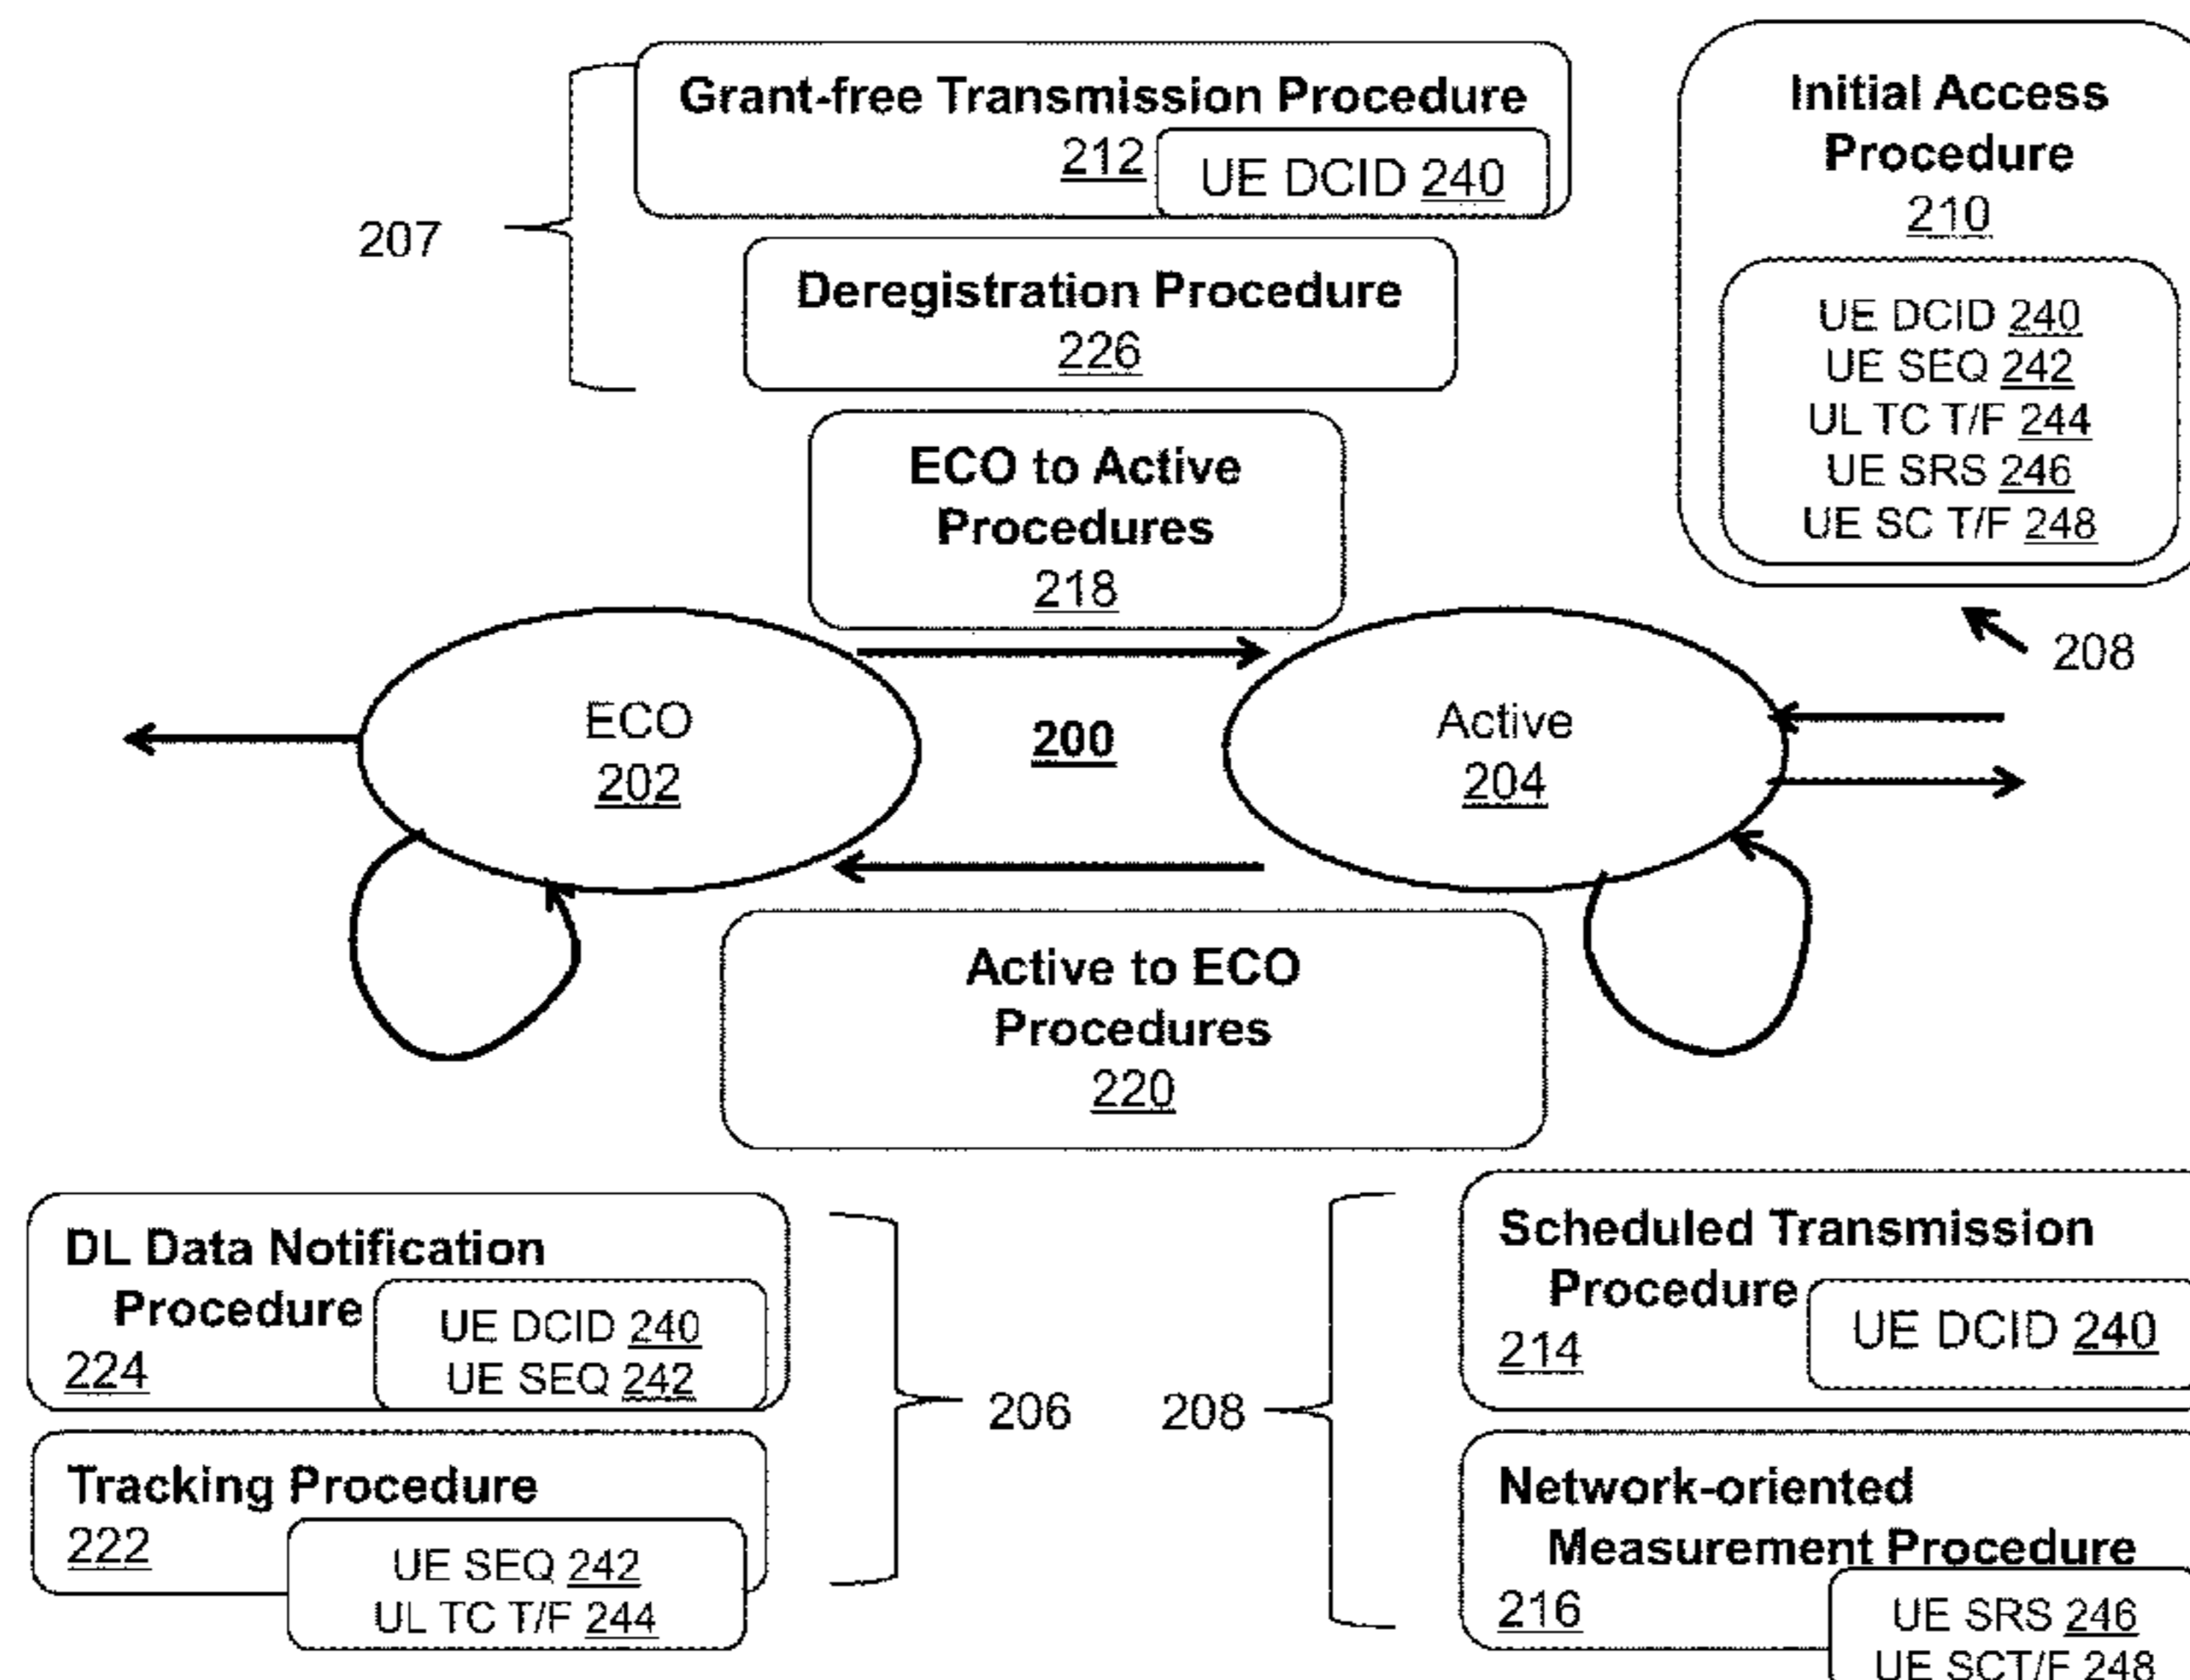 Grant-free Transmission Procedure
212
UE DCID 240
207
Deregistration Procedure
226
Initial Access
Procedure
210
UE DCID 240
UE SEQ 242
UL TC T/F 244
UE SRS 246
UE SC T/F 248
208
ECO to Active
Procedures
218
ECO
202
200
Active
204
Active to ECO
Procedures
220
DL Data Notification
Procedure
224
UE DCID 240
UE SEQ 242
Tracking Procedure
222
UE SEQ 242
UL TC T/F 244
206
208
Scheduled Transmission
Procedure
214
UE DCID 240
Network-oriented
Measurement Procedure
216
UE SRS 246
UE SCT/F 248